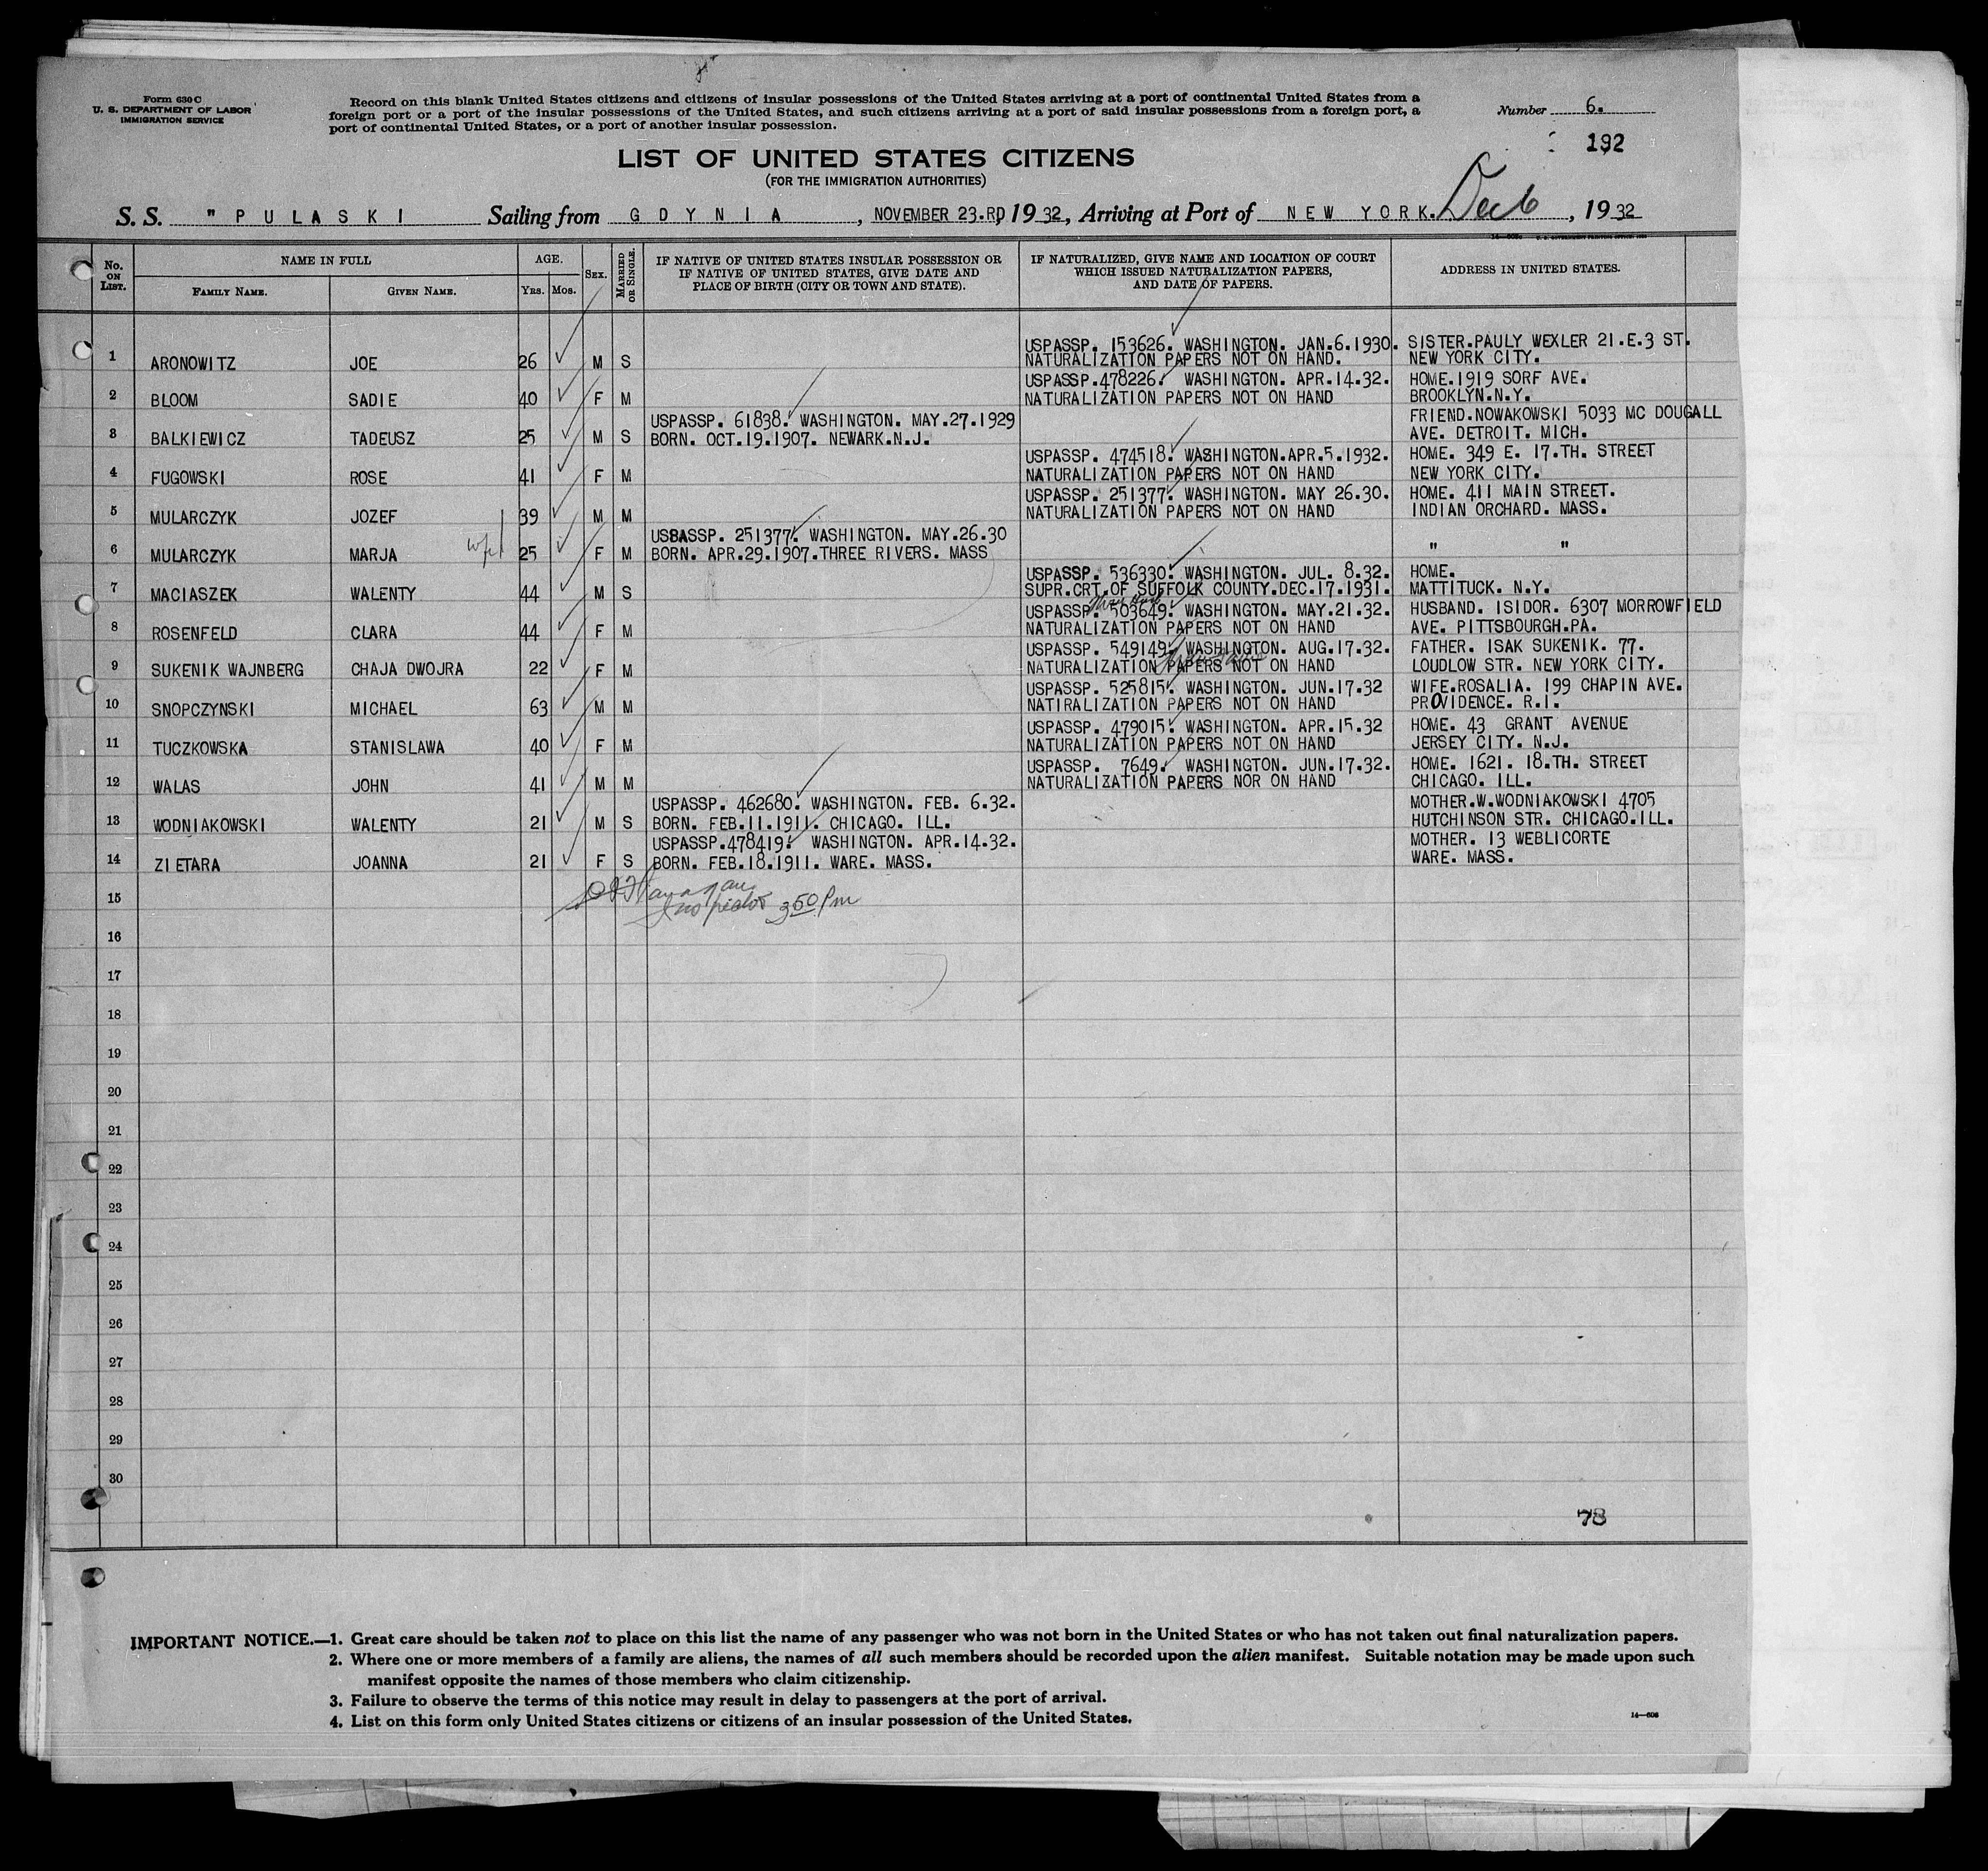 Form 630 C
U. S. DEPARTMENT OF LABOR
IMMIGRATION SERVICE
Record on this blank United States citizens and citizens of insular possessions of the United States arriving at a port of continental United States from a
foreign port or a port of the insular possessions of the United States, and such citizens arriving at a port of said insular possessions from a foreign port, a
port of continental United States, or a port of another insular possession.
Number 6.
192
LIST OF UNITED STATES CITIZENS
(FOR THE IMMIGRATION AUTHORITIES)
S. S. " PULASKI Sailing from GDYNIA, NOVEMBER 23.RD, 1932, Arriving at Port of NEW YORK. Dec 6, 1932
No. ON LIST. NAME IN FULL AGE. SEX. MARRIED OR SINGLE. IF NATIVE OF UNITED STATES INSULAR POSSESSION OR IF NATIVE OF UNITED STATES, GIVE DATE AND PLACE OF BIRTH (CITY OR TOWN AND STATE). IF NATURALIZED, GIVE NAME AND LOCATION OF COURT WHICH ISSUED NATURALIZATION PAPERS, AND DATE OF PAPERS. ADDRESS IN UNITED STATES.
FAMILY NAME. GIVEN NAME. YRS. MOS.
USPASSP. 153626. WASHINGTON. JAN.6.1930. SISTER.PAULY WEXLER 21.E.3 ST.
1 ARONOWITZ JOE 26 M S NATURALIZATION PAPERS NOT ON HAND. NEW YORK CITY.
USPASSP.478226. WASHINGTON. APR.14.32. HOME.1919 SORF AVE.
2 BLOOM SADIE 40 F M NATURALIZATION PAPERS NOT ON HAND BROOKLYN.N.Y.
USPASSP. 61838. WASHINGTON. MAY.27.1929 FRIEND.NOWAKOWSKI 5033 MC DOUGALL
3 BALKIEWICZ TADEUSZ 25 M S BORN. OCT.19.1907. NEWARK.N.J. AVE. DETROIT. MICH.
USPASSP. 474518. WASHINGTON.APR.5.1932. HOME. 349 E. 17.TH. STREET
4 FUGOWSKI ROSE 41 F M NATURALIZATION PAPERS NOT ON HAND NEW YORK CITY.
USPASSP. 251377. WASHINGTON. MAY 26.30. HOME. 411 MAIN STREET.
5 MULARCZYK JOZEF 39 M M NATURALIZATION PAPERS NOT ON HAND INDIAN ORCHARD. MASS.
USBASSP. 251377. WASHINGTON. MAY.26.30
6 MULARCZYK MARJA wife 25 F M BORN. APR.29.1907.THREE RIVERS. MASS " "
USPASSP. 536330. WASHINGTON. JUL. 8.32. HOME.
7 MACIASZEK WALENTY 44 M S SUPR.CRT.OF SUFFOLK COUNTY.DEC.17.1931. MATTITUCK. N.Y.
USPASSP. 503649. WASHINGTON. MAY.21.32. HUSBAND. ISIDOR. 6307 MORROWFIELD
8 ROSENFELD CLARA 44 F M NATURALIZATION PAPERS NOT ON HAND AVE. PITTSBOURGH.PA.
USPASSP. 549149. WASHINGTON. AUG.17.32. FATHER. ISAK SUKENIK. 77.
9 SUKENIK WAJNBERG CHAJA DWOJRA 22 F M NATURALIZATION PAPERS NOT ON HAND LOUDLOW STR. NEW YORK CITY.
USPASSP. 525815. WASHINGTON. JUN.17.32 WIFE.ROSALIA. 199 CHAPIN AVE.
10 SNOPCZYNSKI MICHAEL 63 M M NATIRALIZATION PAPERS NOT ON HAND PROVIDENCE. R.I.
USPASSP. 479015. WASHINGTON. APR.15.32 HOME. 43 GRANT AVENUE
11 TUCZKOWSKA STANISLAWA 40 F M NATURALIZATION PAPERS NOT ON HAND JERSEY CITY. N.J.
USPASSP. 7649. WASHINGTON. JUN.17.32. HOME. 1621. 18.TH. STREET
12 WALAS JOHN 41 M M NATURALIZATION PAPERS NOR ON HAND CHICAGO. ILL.
USPASSP. 462680. WASHINGTON. FEB. 6.32. MOTHER.W.WODNIAKOWSKI 4705
13 WODNIAKOWSKI WALENTY 21 M S BORN. FEB.11.1911. CHICAGO. ILL. HUTCHINSON STR. CHICAGO.ILL.
USPASSP.478419. WASHINGTON. APR.14.32. MOTHER. 13 WEBLICORTE
14 ZIETARA JOANNA 21 F S BORN. FEB.18.1911. WARE. MASS. WARE. MASS.
15
Inspector 3 50 Pm
16
17
18
19
20
21
22
23
24
25
26
27
28
29
30
78
IMPORTANT NOTICE.—1. Great care should be taken not to place on this list the name of any passenger who was not born in the United States or who has not taken out final naturalization papers.
2. Where one or more members of a family are aliens, the names of all such members should be recorded upon the alien manifest. Suitable notation may be made upon such
manifest opposite the names of those members who claim citizenship.
3. Failure to observe the terms of this notice may result in delay to passengers at the port of arrival.
4. List on this form only United States citizens or citizens of an insular possession of the United States.
14—608